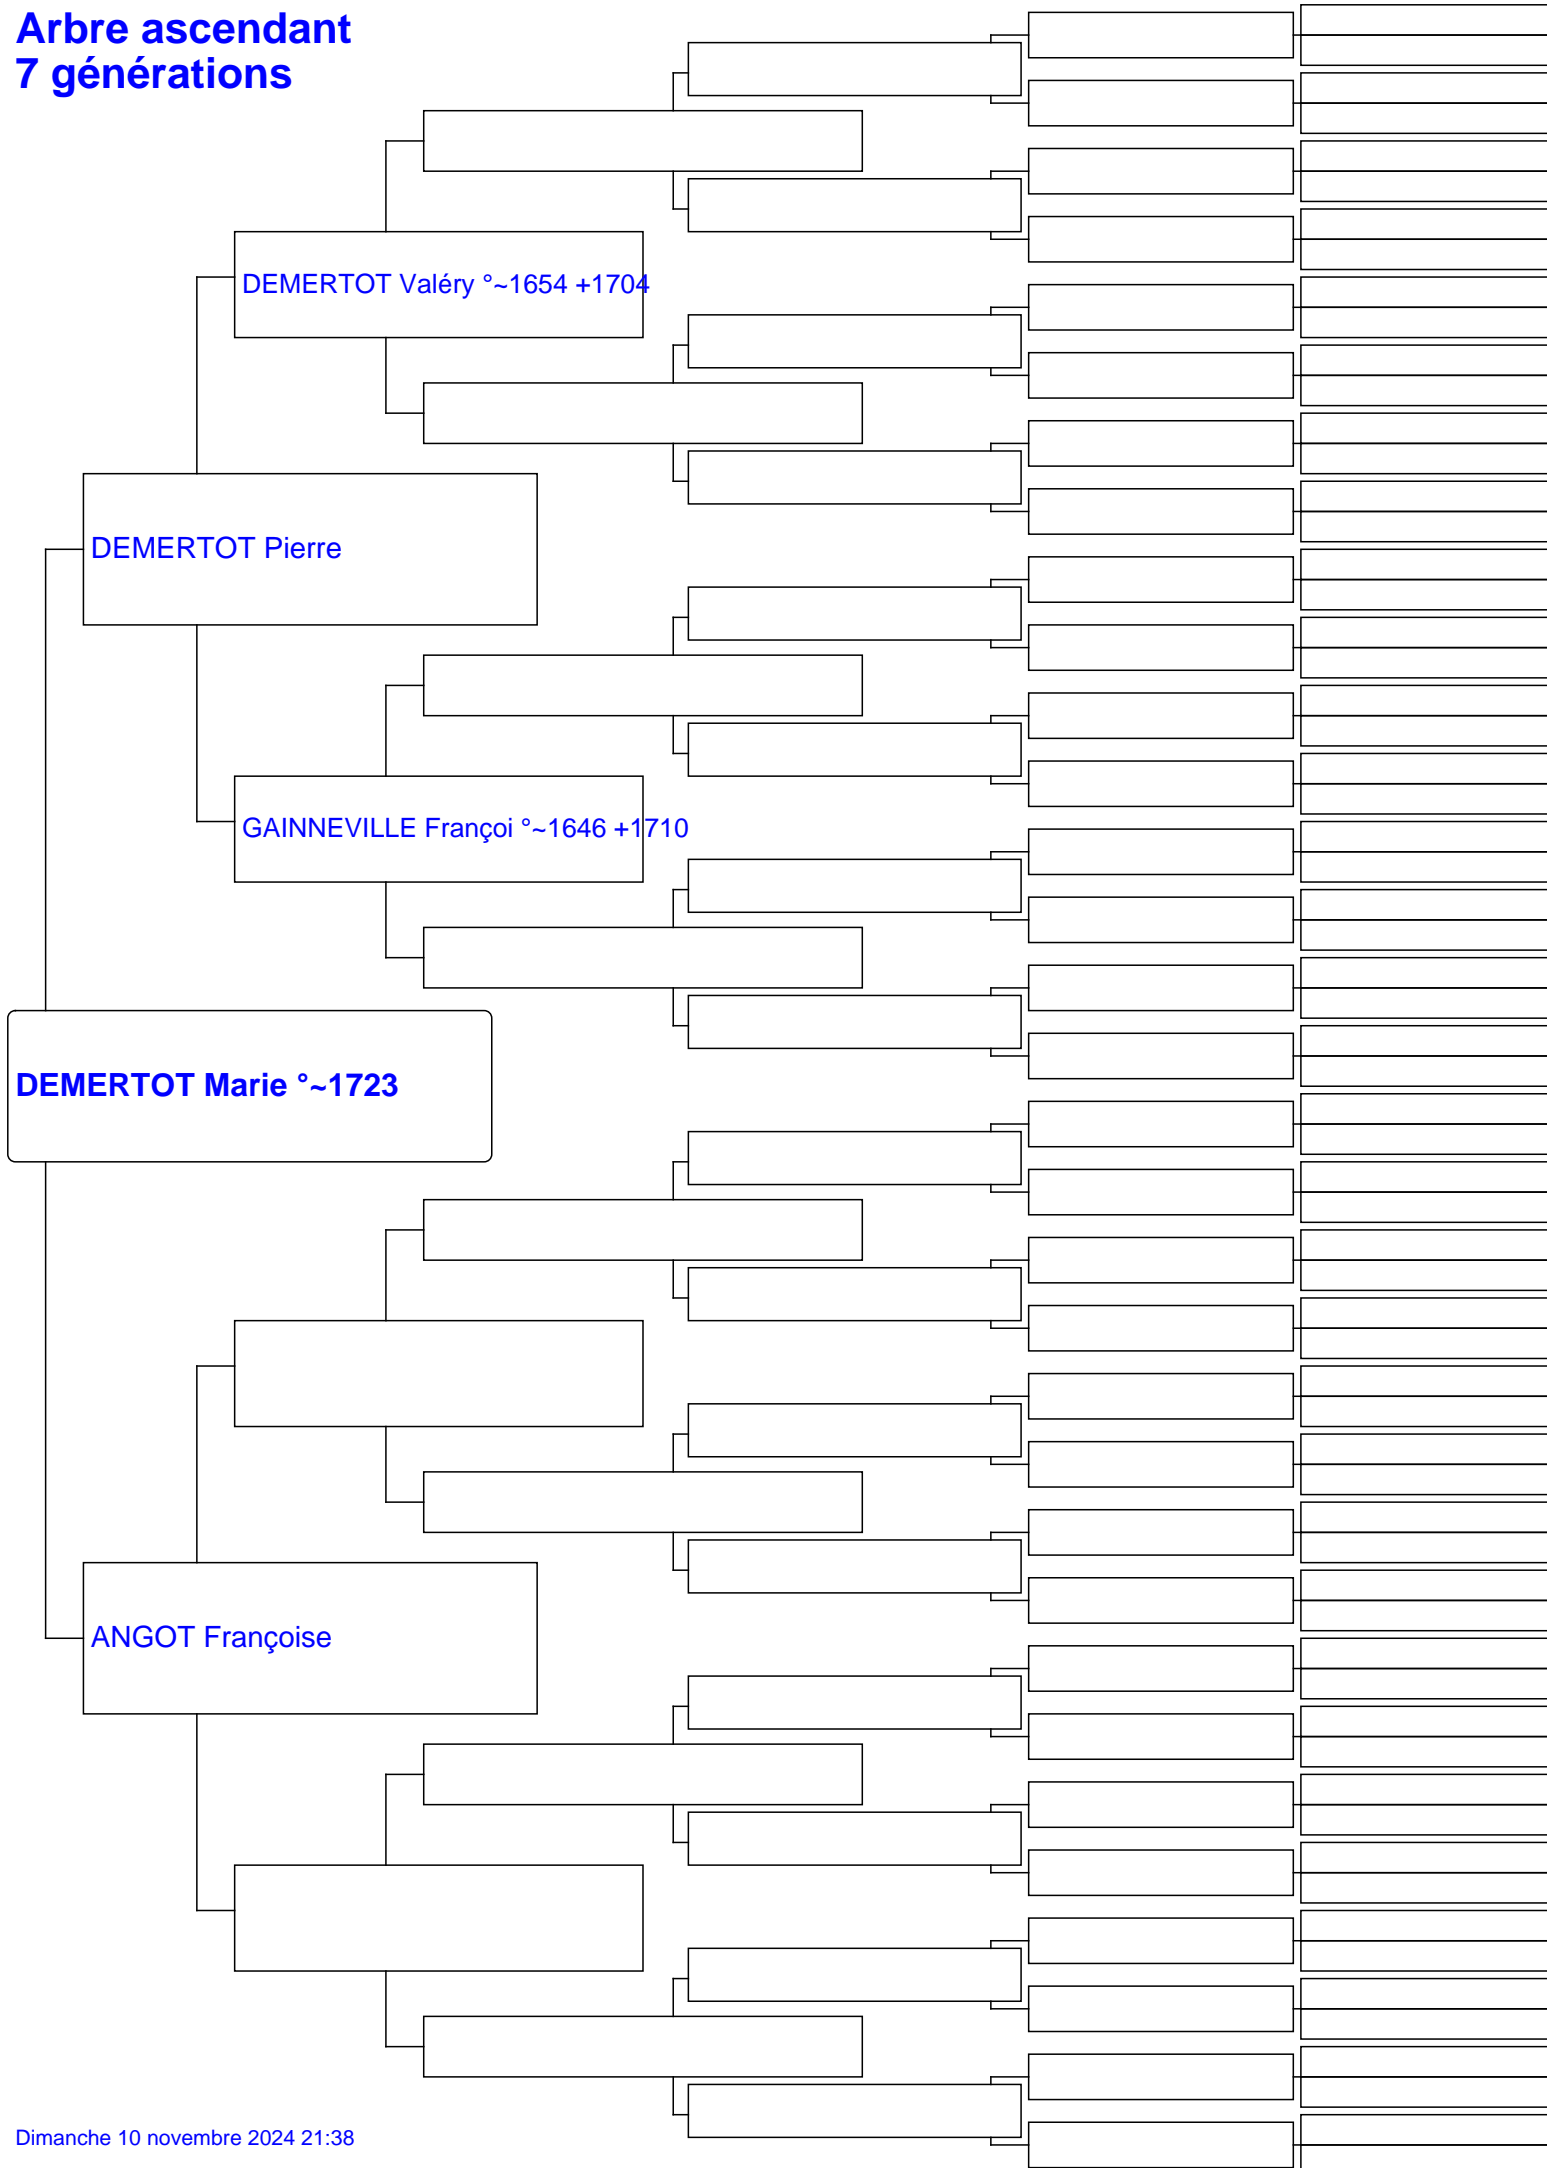 Arbre ascendant
7 générations
DEMERTOT Valéry °~1654 +1704
DEMERTOT Pierre
GAINNEVILLE Françoi °~1646 +1710
DEMERTOT Marie °~1723
ANGOT Françoise
Dimanche 10 novembre 2024 21:38